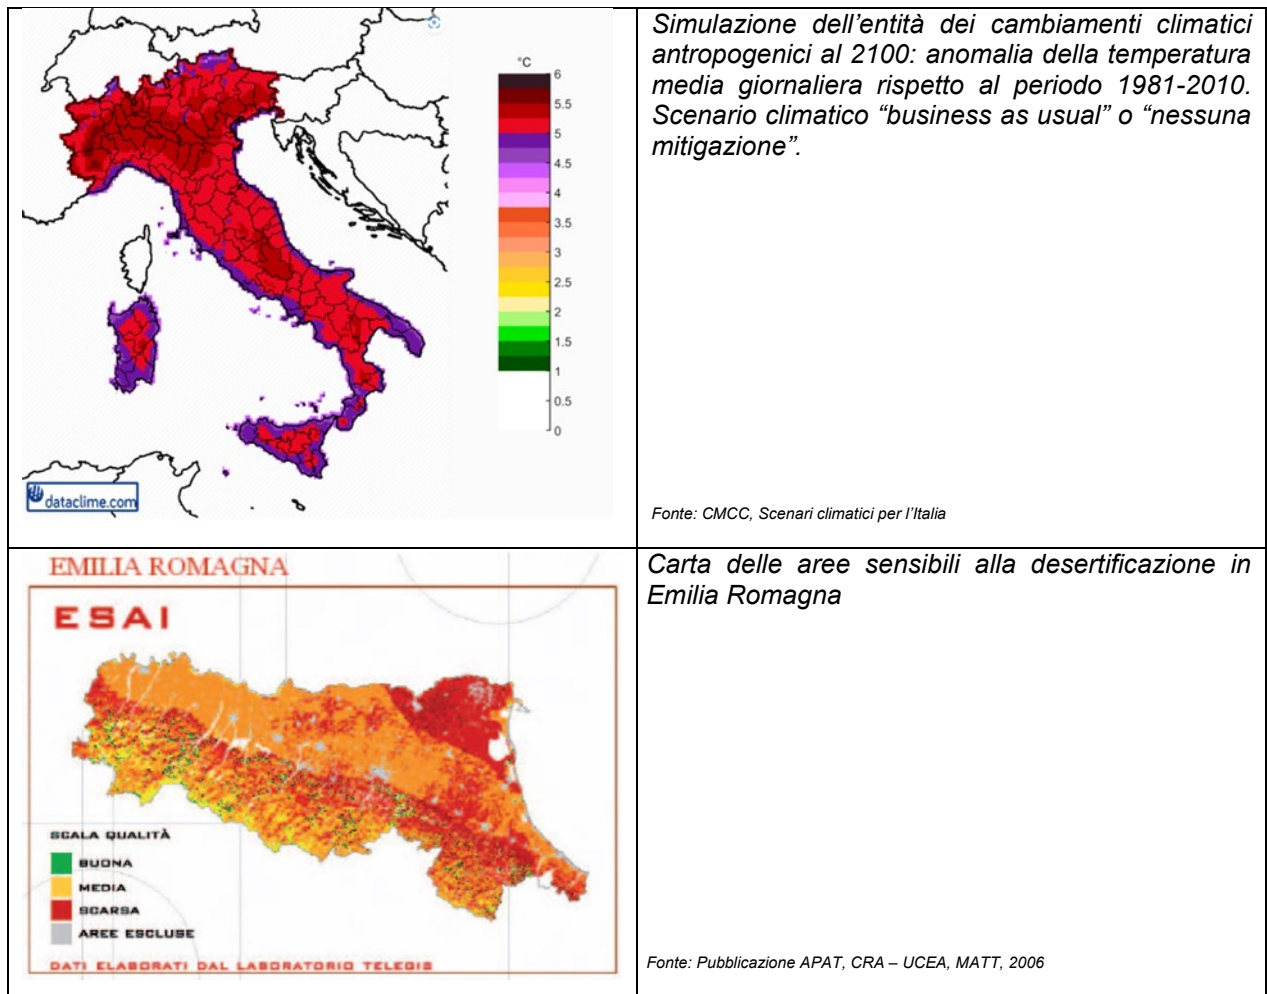 °C
6
5.5
5
4.5
4
3.5
3
2.5
2
1.5
1
0.5
0
dataclime.com
Simulazione dell’entità dei cambiamenti climatici
antropogenici al 2100: anomalia della temperatura
media giornaliera rispetto al periodo 1981-2010.
Scenario climatico “business as usual” o “nessuna
mitigazione”.
Fonte: CMCC, Scenari climatici per l’Italia
EMILIA ROMAGNA
ESAI
SCALA QUALITÀ
BUONA
MEDIA
SCARSA
AREE ESCLUSE
DATI ELABORATI DAL LABORATORIO TELEGIS
Carta delle aree sensibili alla desertificazione in
Emilia Romagna
Fonte: Pubblicazione APAT, CRA – UCEA, MATT, 2006